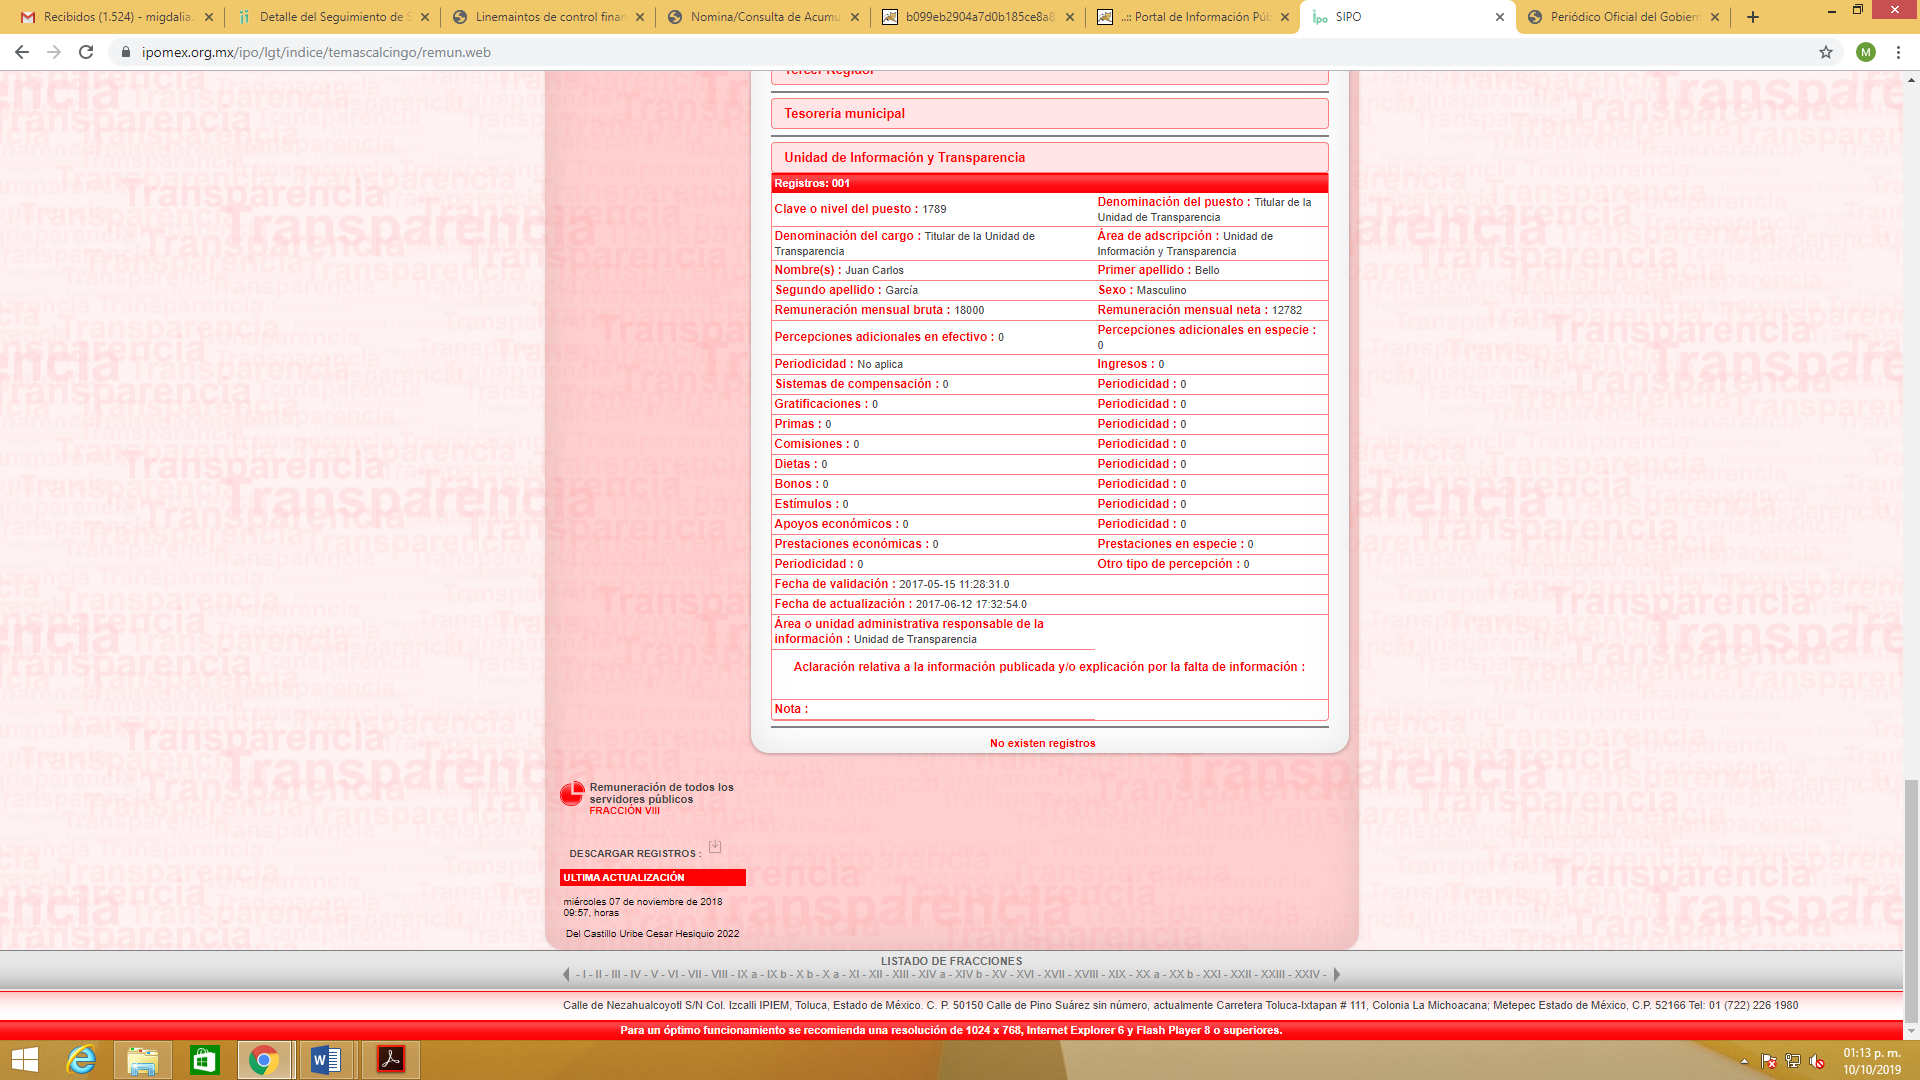 Recibidos (1.524) - migdalia.
Detalle del Seguimiento de S
Linemaintos de control finan
Nomina/Consulta de Acumu
b099eb2904a7d0b185ce8a8
..:: Portal de Información Púb
SIPO
Periódico Oficial del Gobiern
ipomex.org.mx/ipo/lgt/indice/temascalcingo/remun.web
M
Tercer Regidor
Tesorería municipal
Unidad de Información y Transparencia
Registros: 001
Clave o nivel del puesto : 1789
Denominación del puesto : Titular de la
Unidad de Transparencia
Denominación del cargo : Titular de la Unidad de
Transparencia
Área de adscripción : Unidad de
Información y Transparencia
Nombre(s) : Juan Carlos
Primer apellido : Bello
Segundo apellido : García
Sexo : Masculino
Remuneración mensual bruta : 18000
Remuneración mensual neta : 12782
Percepciones adicionales en efectivo : 0
Percepciones adicionales en especie :
0
Periodicidad : No aplica
Ingresos : 0
Sistemas de compensación : 0
Periodicidad : 0
Gratificaciones : 0
Periodicidad : 0
Primas : 0
Periodicidad : 0
Comisiones : 0
Periodicidad : 0
Dietas : 0
Periodicidad : 0
Bonos : 0
Periodicidad : 0
Estímulos : 0
Periodicidad : 0
Apoyos económicos : 0
Periodicidad : 0
Prestaciones económicas : 0
Prestaciones en especie : 0
Periodicidad : 0
Otro tipo de percepción : 0
Fecha de validación : 2017-05-15 11:28:31.0
Fecha de actualización : 2017-06-12 17:32:54.0
Área o unidad administrativa responsable de la
información : Unidad de Transparencia
Aclaración relativa a la información publicada y/o explicación por la falta de información :
Nota :
No existen registros
Remuneración de todos los
servidores públicos
FRACCIÓN VIII
DESCARGAR REGISTROS :
ULTIMA ACTUALIZACIÓN
miércoles 07 de noviembre de 2018
09:57, horas
Del Castillo Uribe Cesar Hesiquio 2022
LISTADO DE FRACCIONES
- I - II - III - IV - V - VI - VII - VIII - IX a - IX b - X b - X a - XI - XII - XIII - XIV a - XIV b - XV - XVI - XVII - XVIII - XIX - XX a - XX b - XXI - XXII - XXIII - XXIV -
Calle de Nezahualcoyotl S/N Col. Izcalli IPIEM, Toluca, Estado de México. C. P. 50150 Calle de Pino Suárez sin número, actualmente Carretera Toluca-Ixtapan # 111, Colonia La Michoacana; Metepec Estado de México, C.P. 52166 Tel: 01 (722) 226 1980
Para un óptimo funcionamiento se recomienda una resolución de 1024 x 768, Internet Explorer 6 y Flash Player 8 o superiores.
01:13 p. m.
10/10/2019